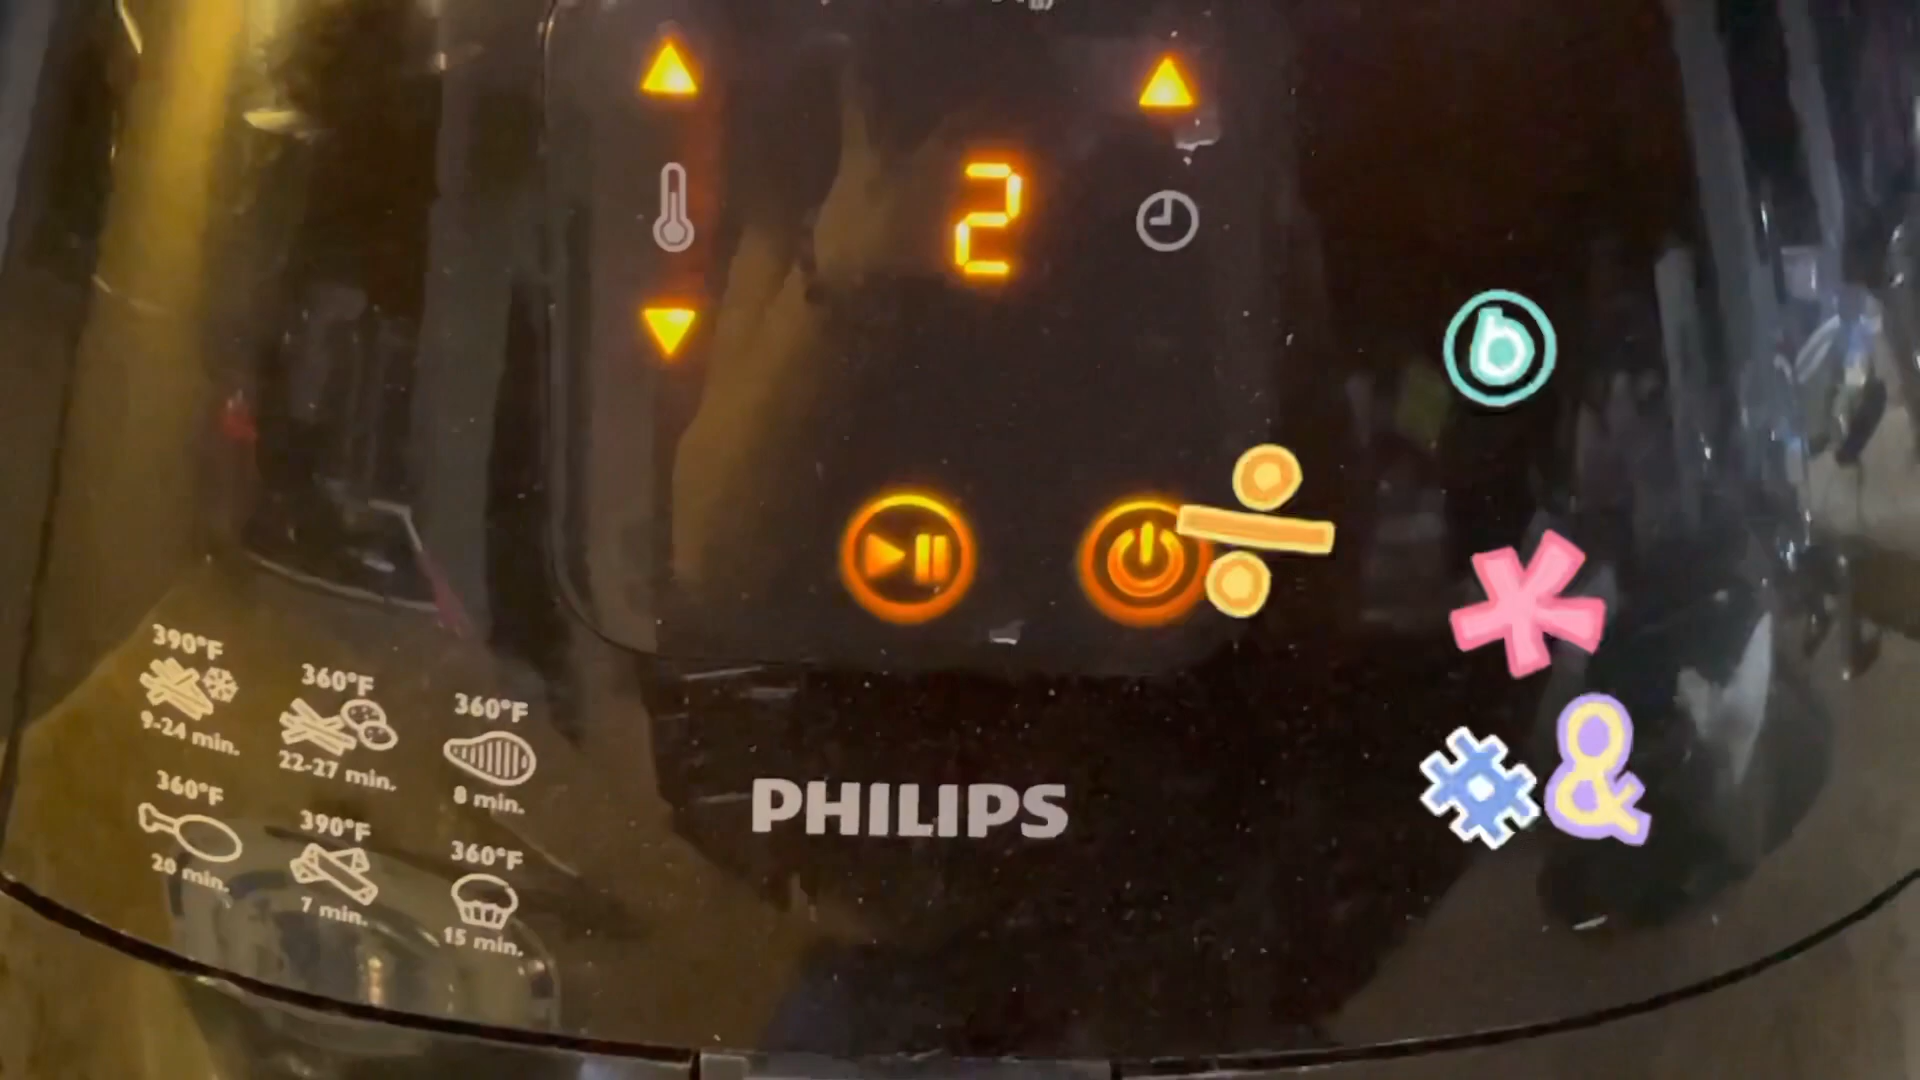 2
390°F
9-24 min.
360°F
22-27 min.
360°F
8 min.
360°F
20 min.
390°F
7 min.
360°F
15 min.
PHILIPS
b
÷
*
#&